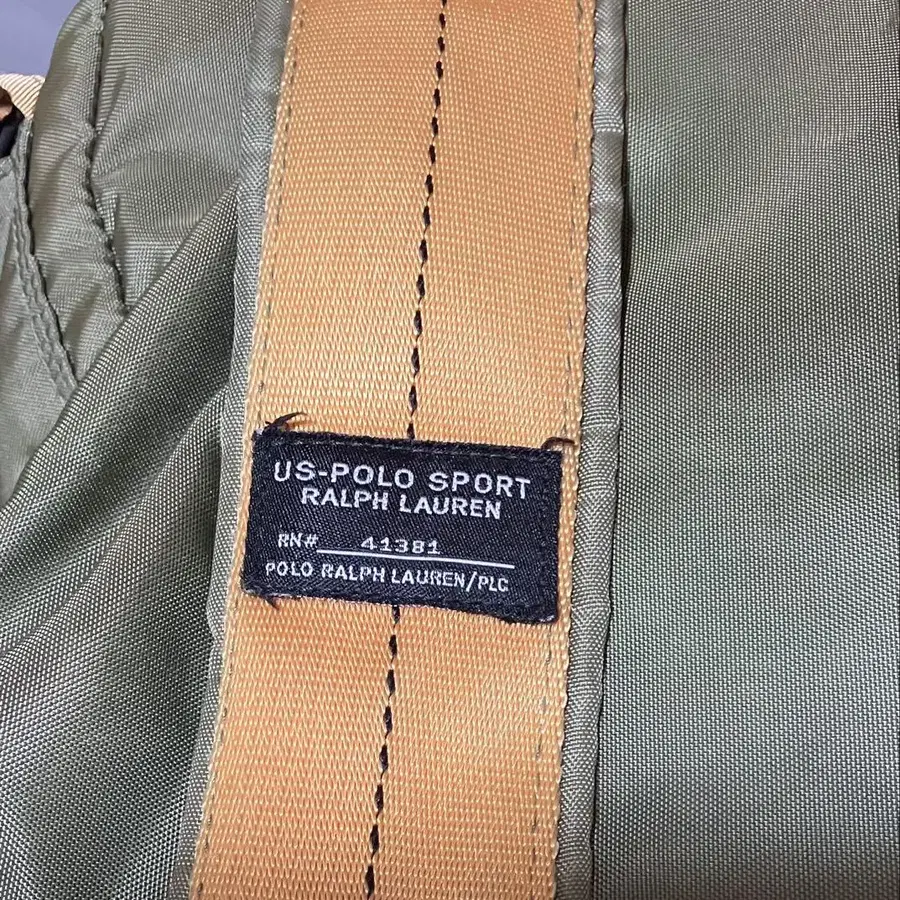 US-POLO SPORT
RALPH LAUREN
RN# 41381
POLO RALPH LAUREN/PLC